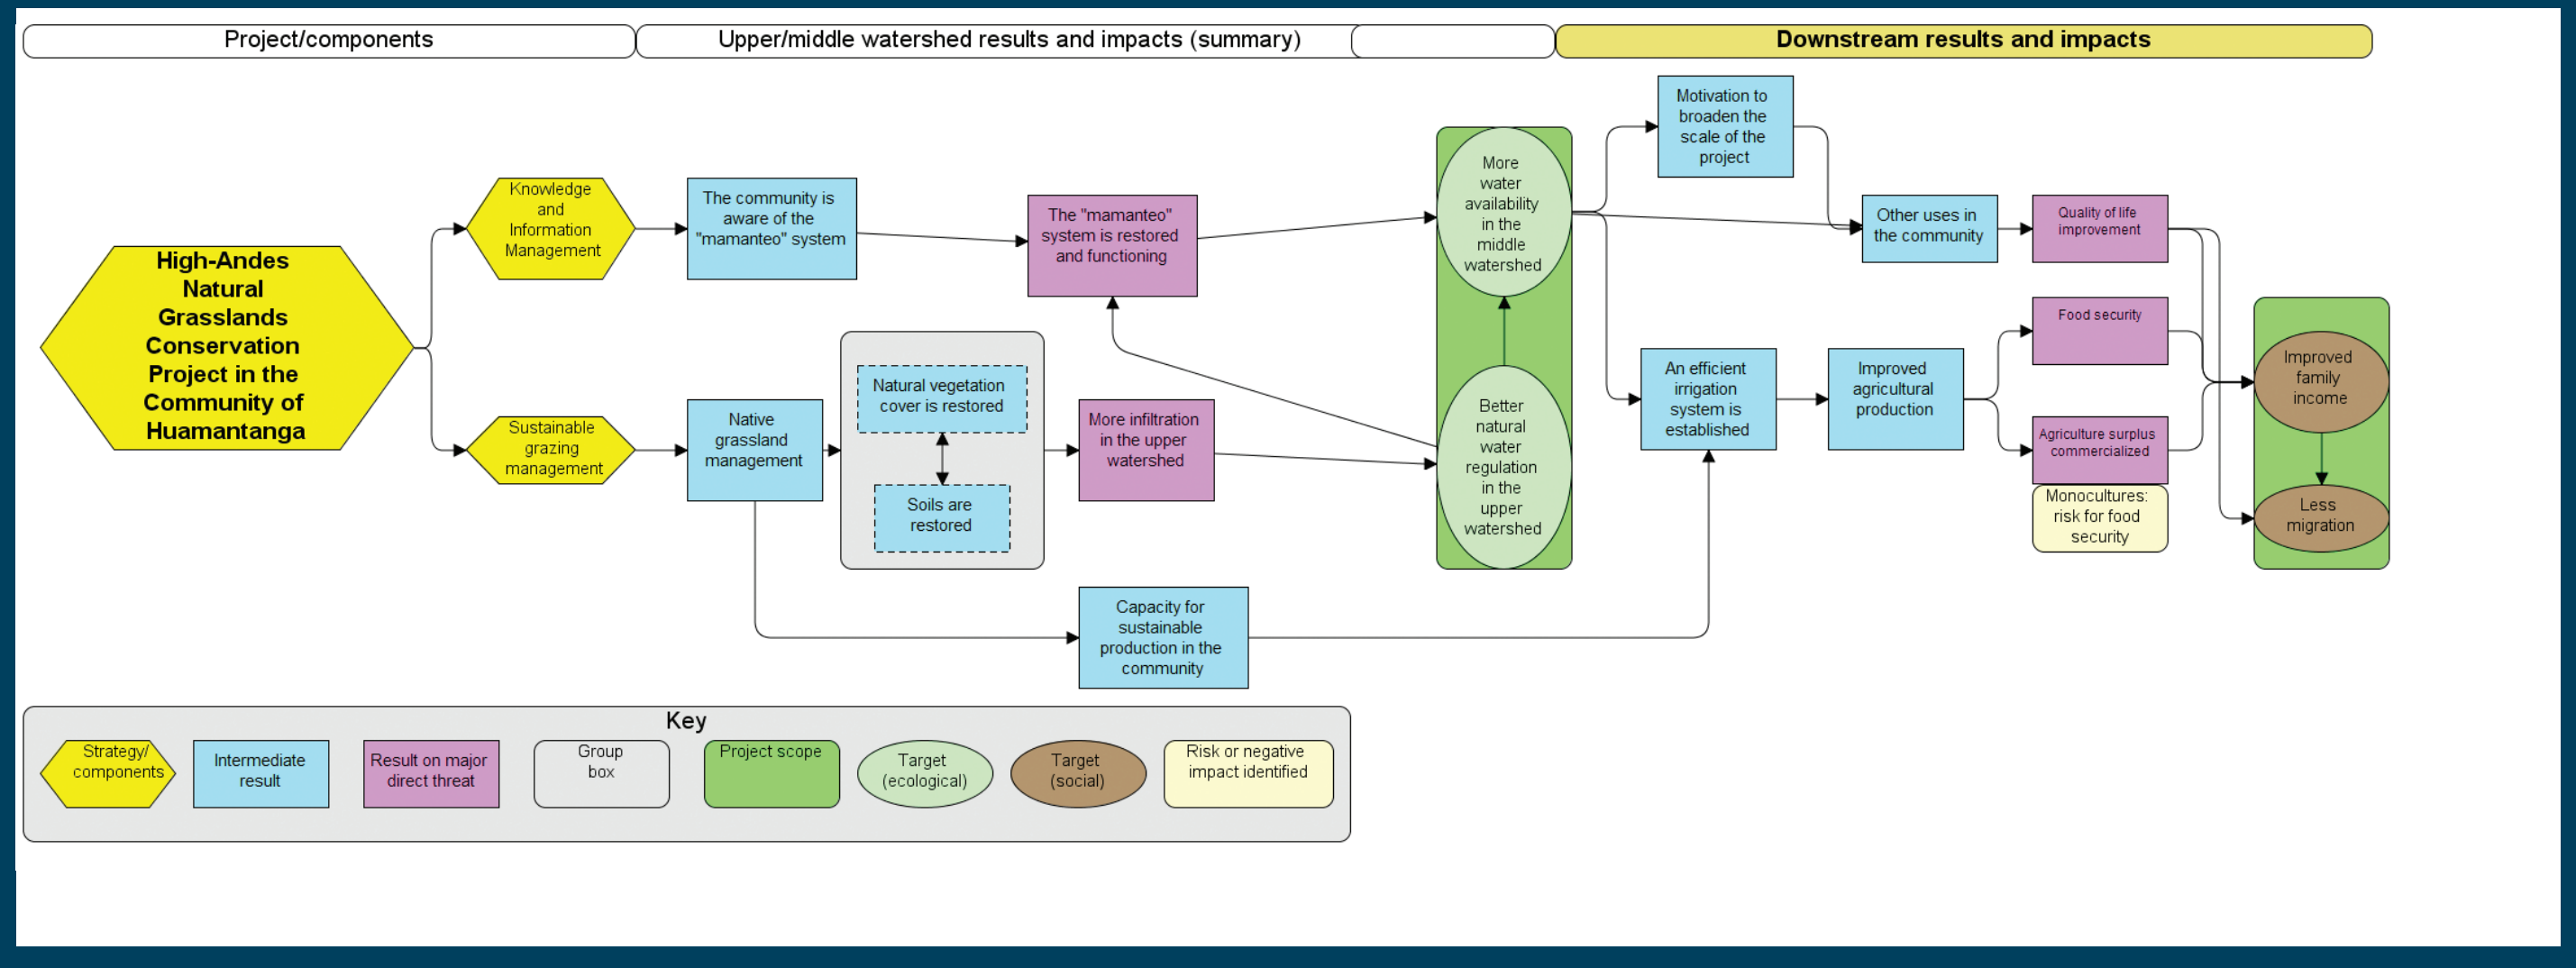 Project/components
Upper/middle watershed results and impacts (summary)
Downstream results and impacts
High-Andes
Natural
Grasslands
Conservation
Project in the
Community of
Huamantanga
Knowledge
and
Information
Management
Sustainable
grazing
management
The community is
aware of the
"mamanteo" system
Native
grassland
management
Natural vegetation
cover is restored
Soils are
restored
The "mamanteo"
system is restored
and functioning
More infiltration
in the upper
watershed
Capacity for
sustainable
production in the
community
More
water
availability
in the
middle
watershed
Better
natural
water
regulation
in the
upper
watershed
Motivation to
broaden the
scale of the
project
An efficient
irrigation
system is
established
Other uses in
the community
Improved
agricultural
production
Quality of life
improvement
Food security
Agriculture surplus
commercialized
Monocultures:
risk for food
security
Improved
family
income
Less
migration
Key
Strategy/
components
Intermediate
result
Result on major
direct threat
Group
box
Project scope
Target
(ecological)
Target
(social)
Risk or negative
impact identified